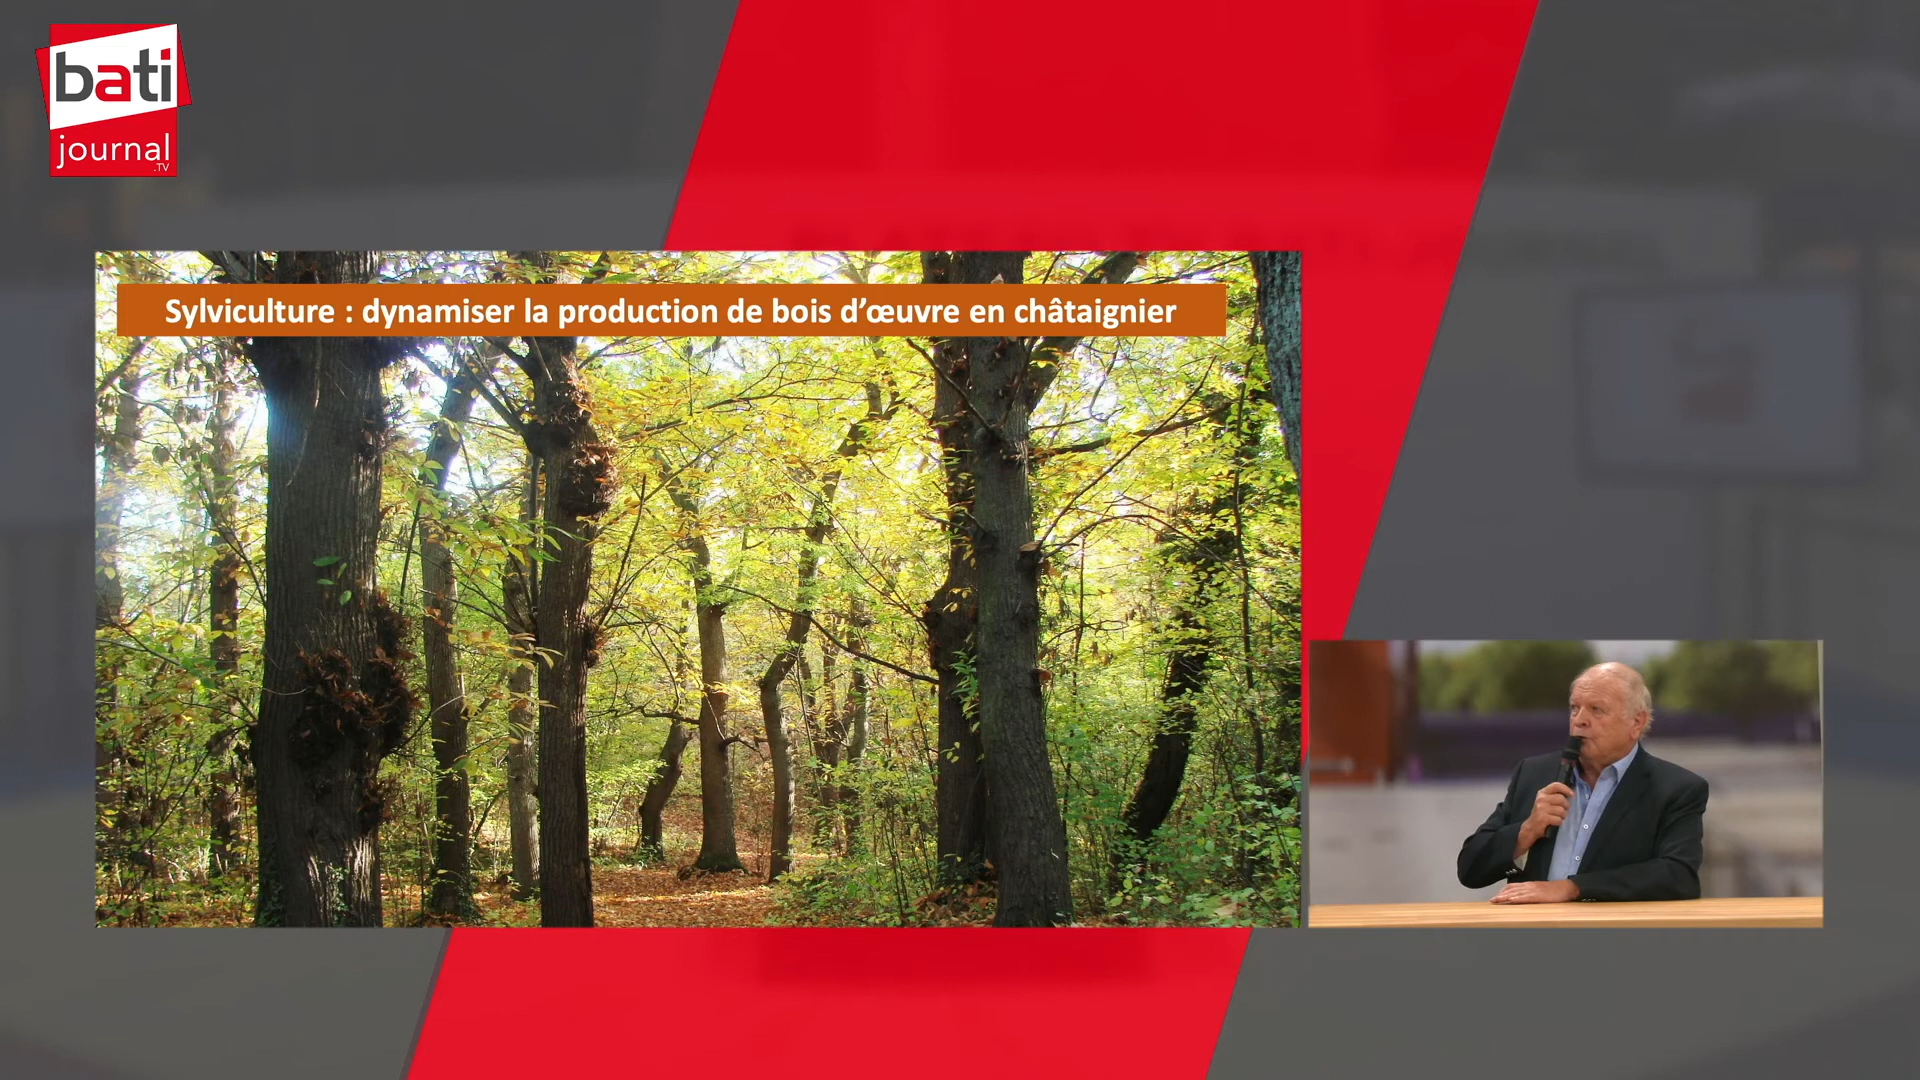 bati
journal
.TV
Sylviculture : dynamiser la production de bois d’œuvre en châtaignier